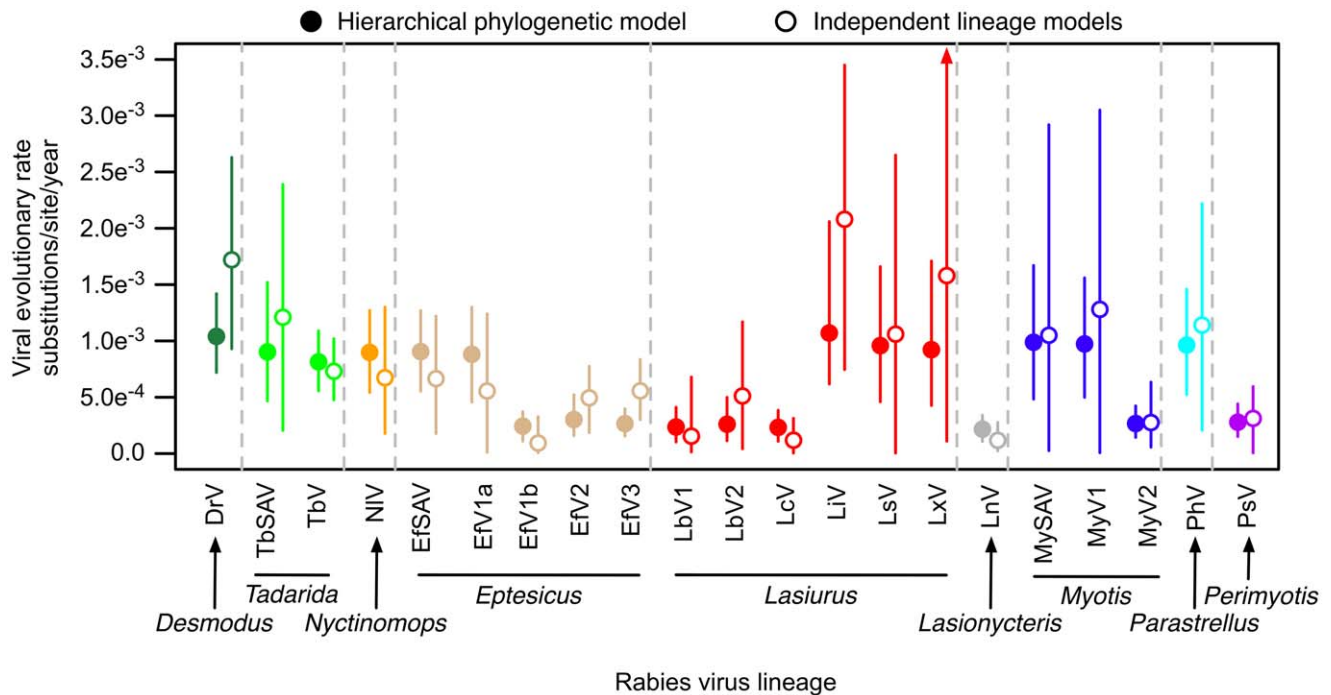 Hierarchical phylogenetic model Independent lineage models
Viral evolutionary rate
substitutions/site/year
3.5e-3
3.0e-3
2.5e-3
2.0e-3
1.5e-3
1.0e-3
5.0e-4
0.0
DrV TbSAV TbV NlV EfSAV EfV1a EfV1b EfV2 EfV3 LbV1 LbV2 LcV LiV LsV LxV LnV MySAV MyV1 MyV2 PhV PsV
Tadarida Eptesicus Lasiurus Myotis Perimyotis
Desmodus Nyctinomops Lasionycteris Parastrellus
Rabies virus lineage